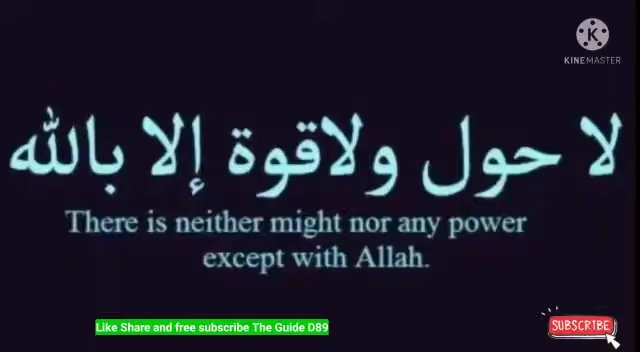 KINEMASTER
لا حول ولاقوة إلا بالله
There is neither might nor any power
except with Allah.
Like Share and free subscribe The Guide D89
SUBSCRIBE